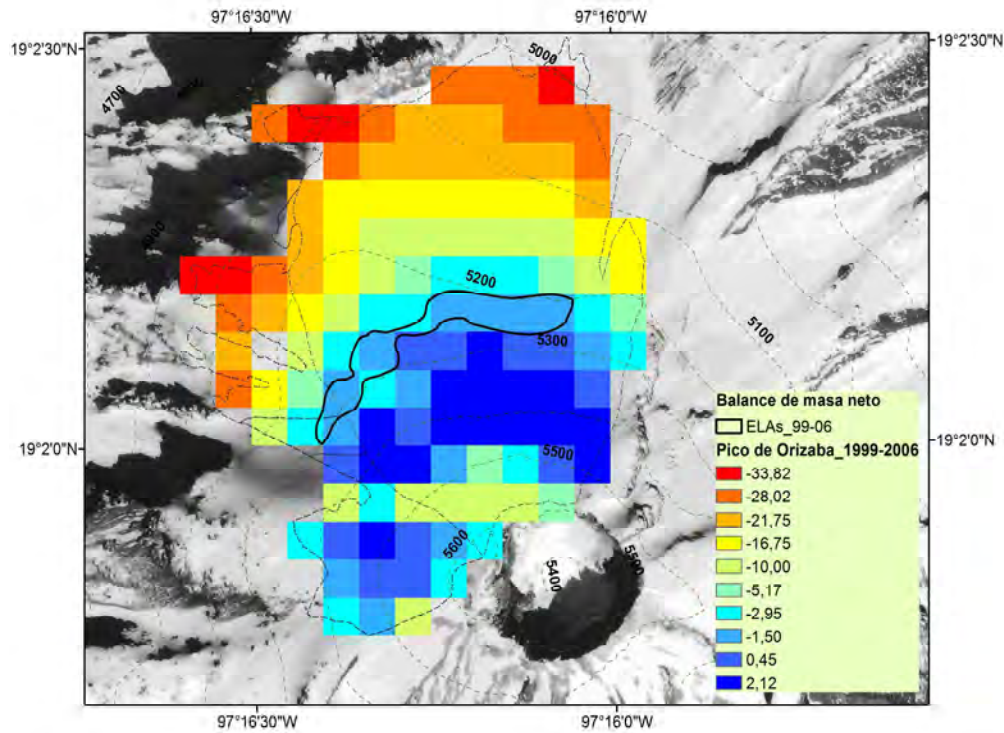 97°16'30"W 97°16'0"W
19°2'30"N 19°2'30"N
5000
4700
5200
5300
5100
Balance de masa neto
ELAs_99-06
Pico de Orizaba_1999-2006
-33,82
-28,02
-21,75
-16,75
-10,00
-5,17
-2,95
-1,50
0,45
2,12
19°2'0"N 19°2'0"N
5500
5600
5500
5400
97°16'30"W 97°16'0"W